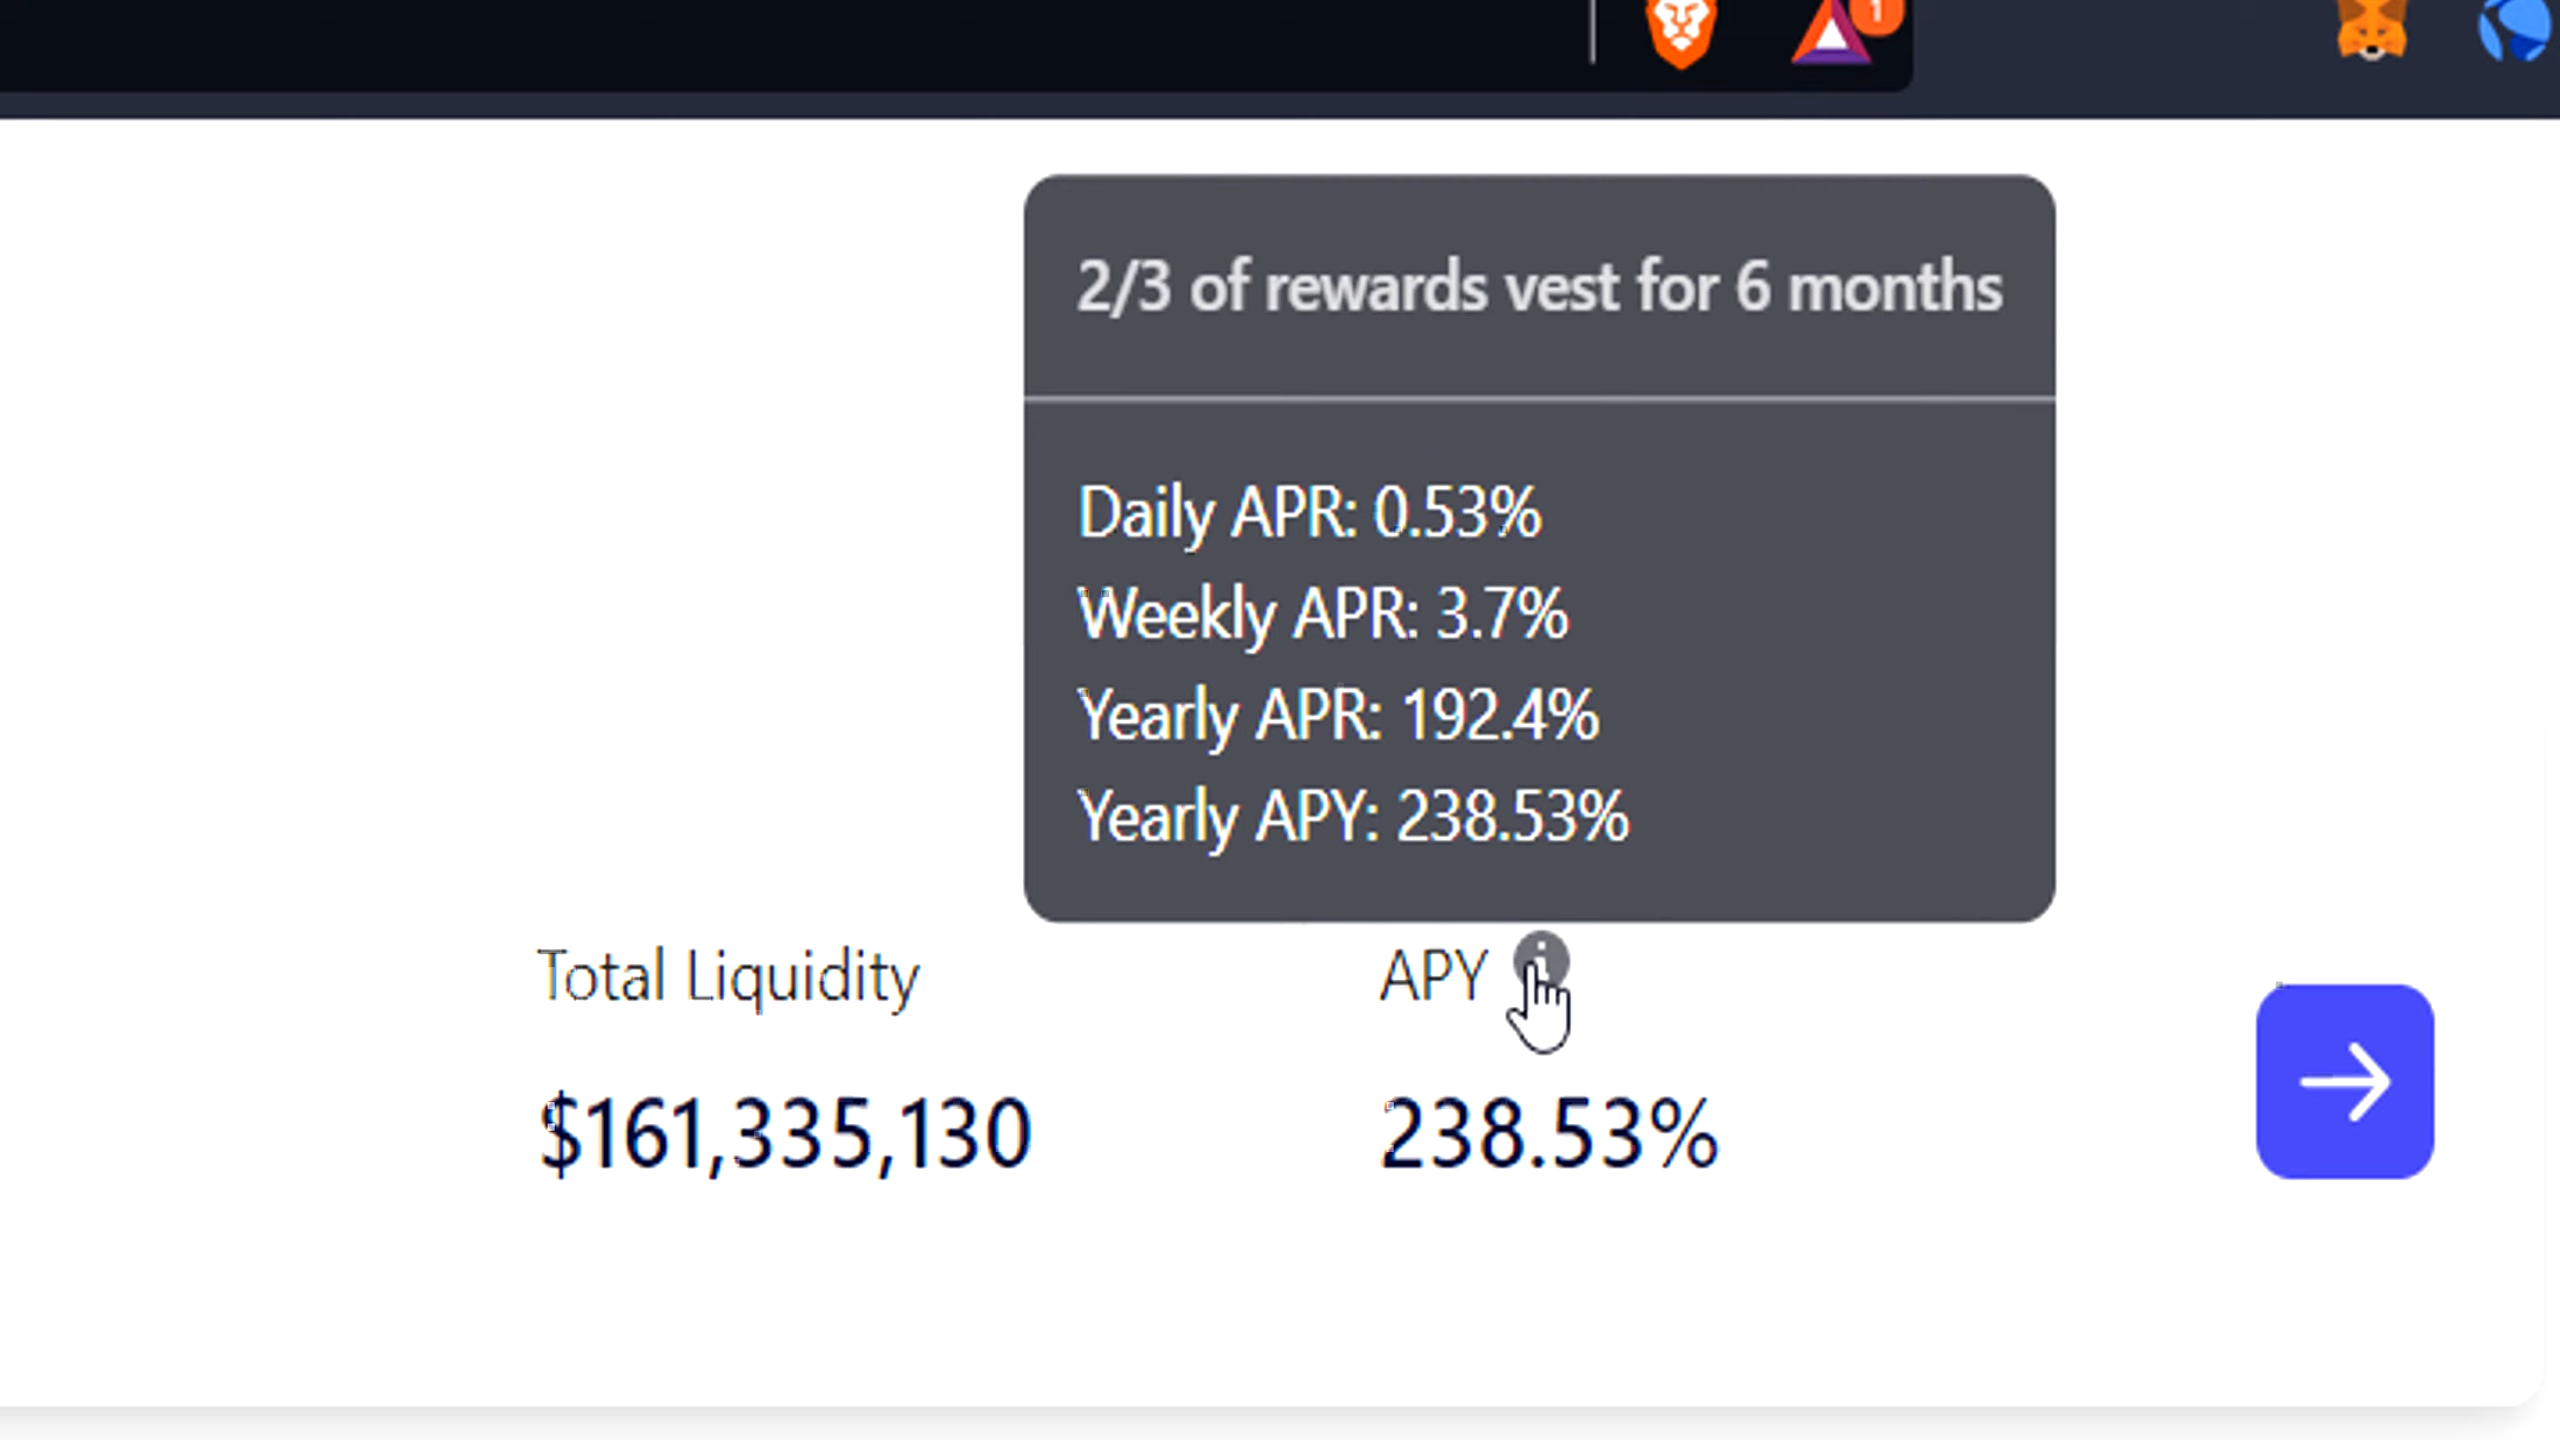 1
2/3 of rewards vest for 6 months
Daily APR: 0.53%
Weekly APR: 3.7%
Yearly APR: 192.4%
Yearly APY: 238.53%
Total Liquidity
APY
$161,335,130
238.53%